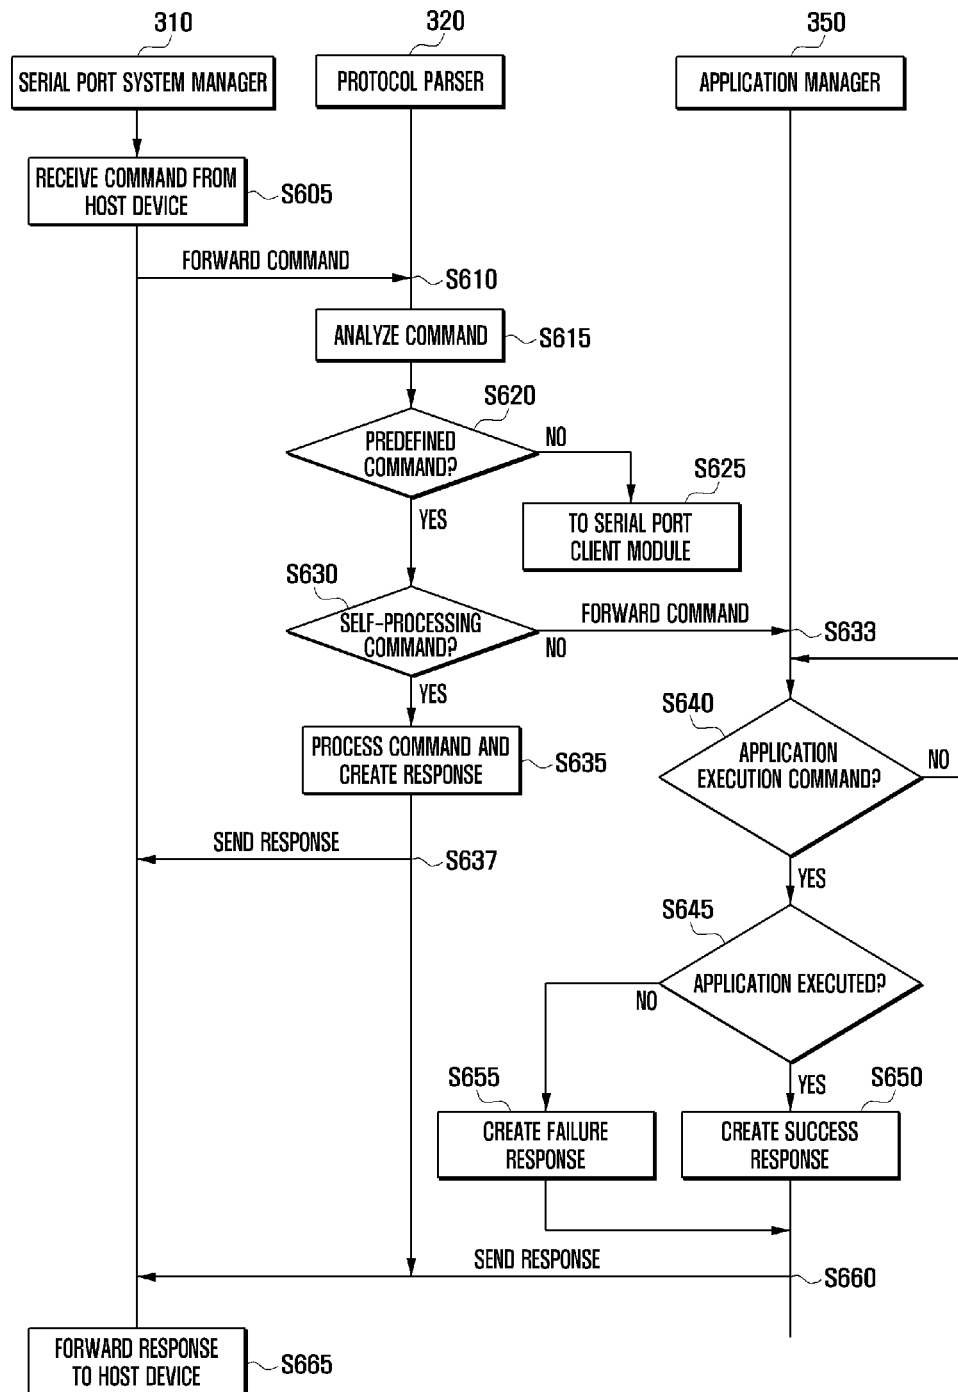 310
320
350
SERIAL PORT SYSTEM MANAGER
PROTOCOL PARSER
APPLICATION MANAGER
RECEIVE COMMAND FROM
HOST DEVICE
S605
FORWARD COMMAND
S610
ANALYZE COMMAND
S615
S620
PREDEFINED
COMMAND?
NO
S625
YES
TO SERIAL PORT
CLIENT MODULE
S630
SELF-PROCESSING
COMMAND?
FORWARD COMMAND
NO
S633
YES
S640
PROCESS COMMAND AND
CREATE RESPONSE
S635
APPLICATION
EXECUTION COMMAND?
NO
SEND RESPONSE
S637
YES
S645
APPLICATION EXECUTED?
NO
YES
S655
S650
CREATE FAILURE
RESPONSE
CREATE SUCCESS
RESPONSE
SEND RESPONSE
S660
FORWARD RESPONSE
TO HOST DEVICE
S665